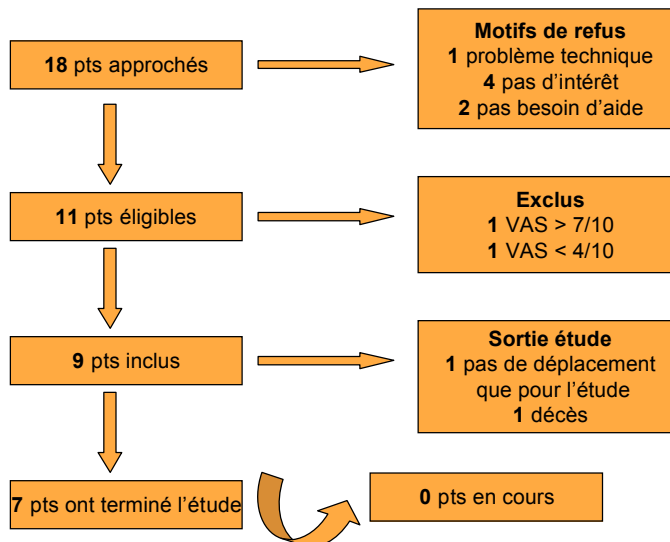 18 pts approchés
Motifs de refus
1 problème technique
4 pas d'intérêt
2 pas besoin d'aide
11 pts éligibles
Exclus
1 VAS > 7/10
1 VAS < 4/10
9 pts inclus
Sortie étude
1 pas de déplacement
que pour l'étude
1 décès
7 pts ont terminé l'étude
0 pts en cours